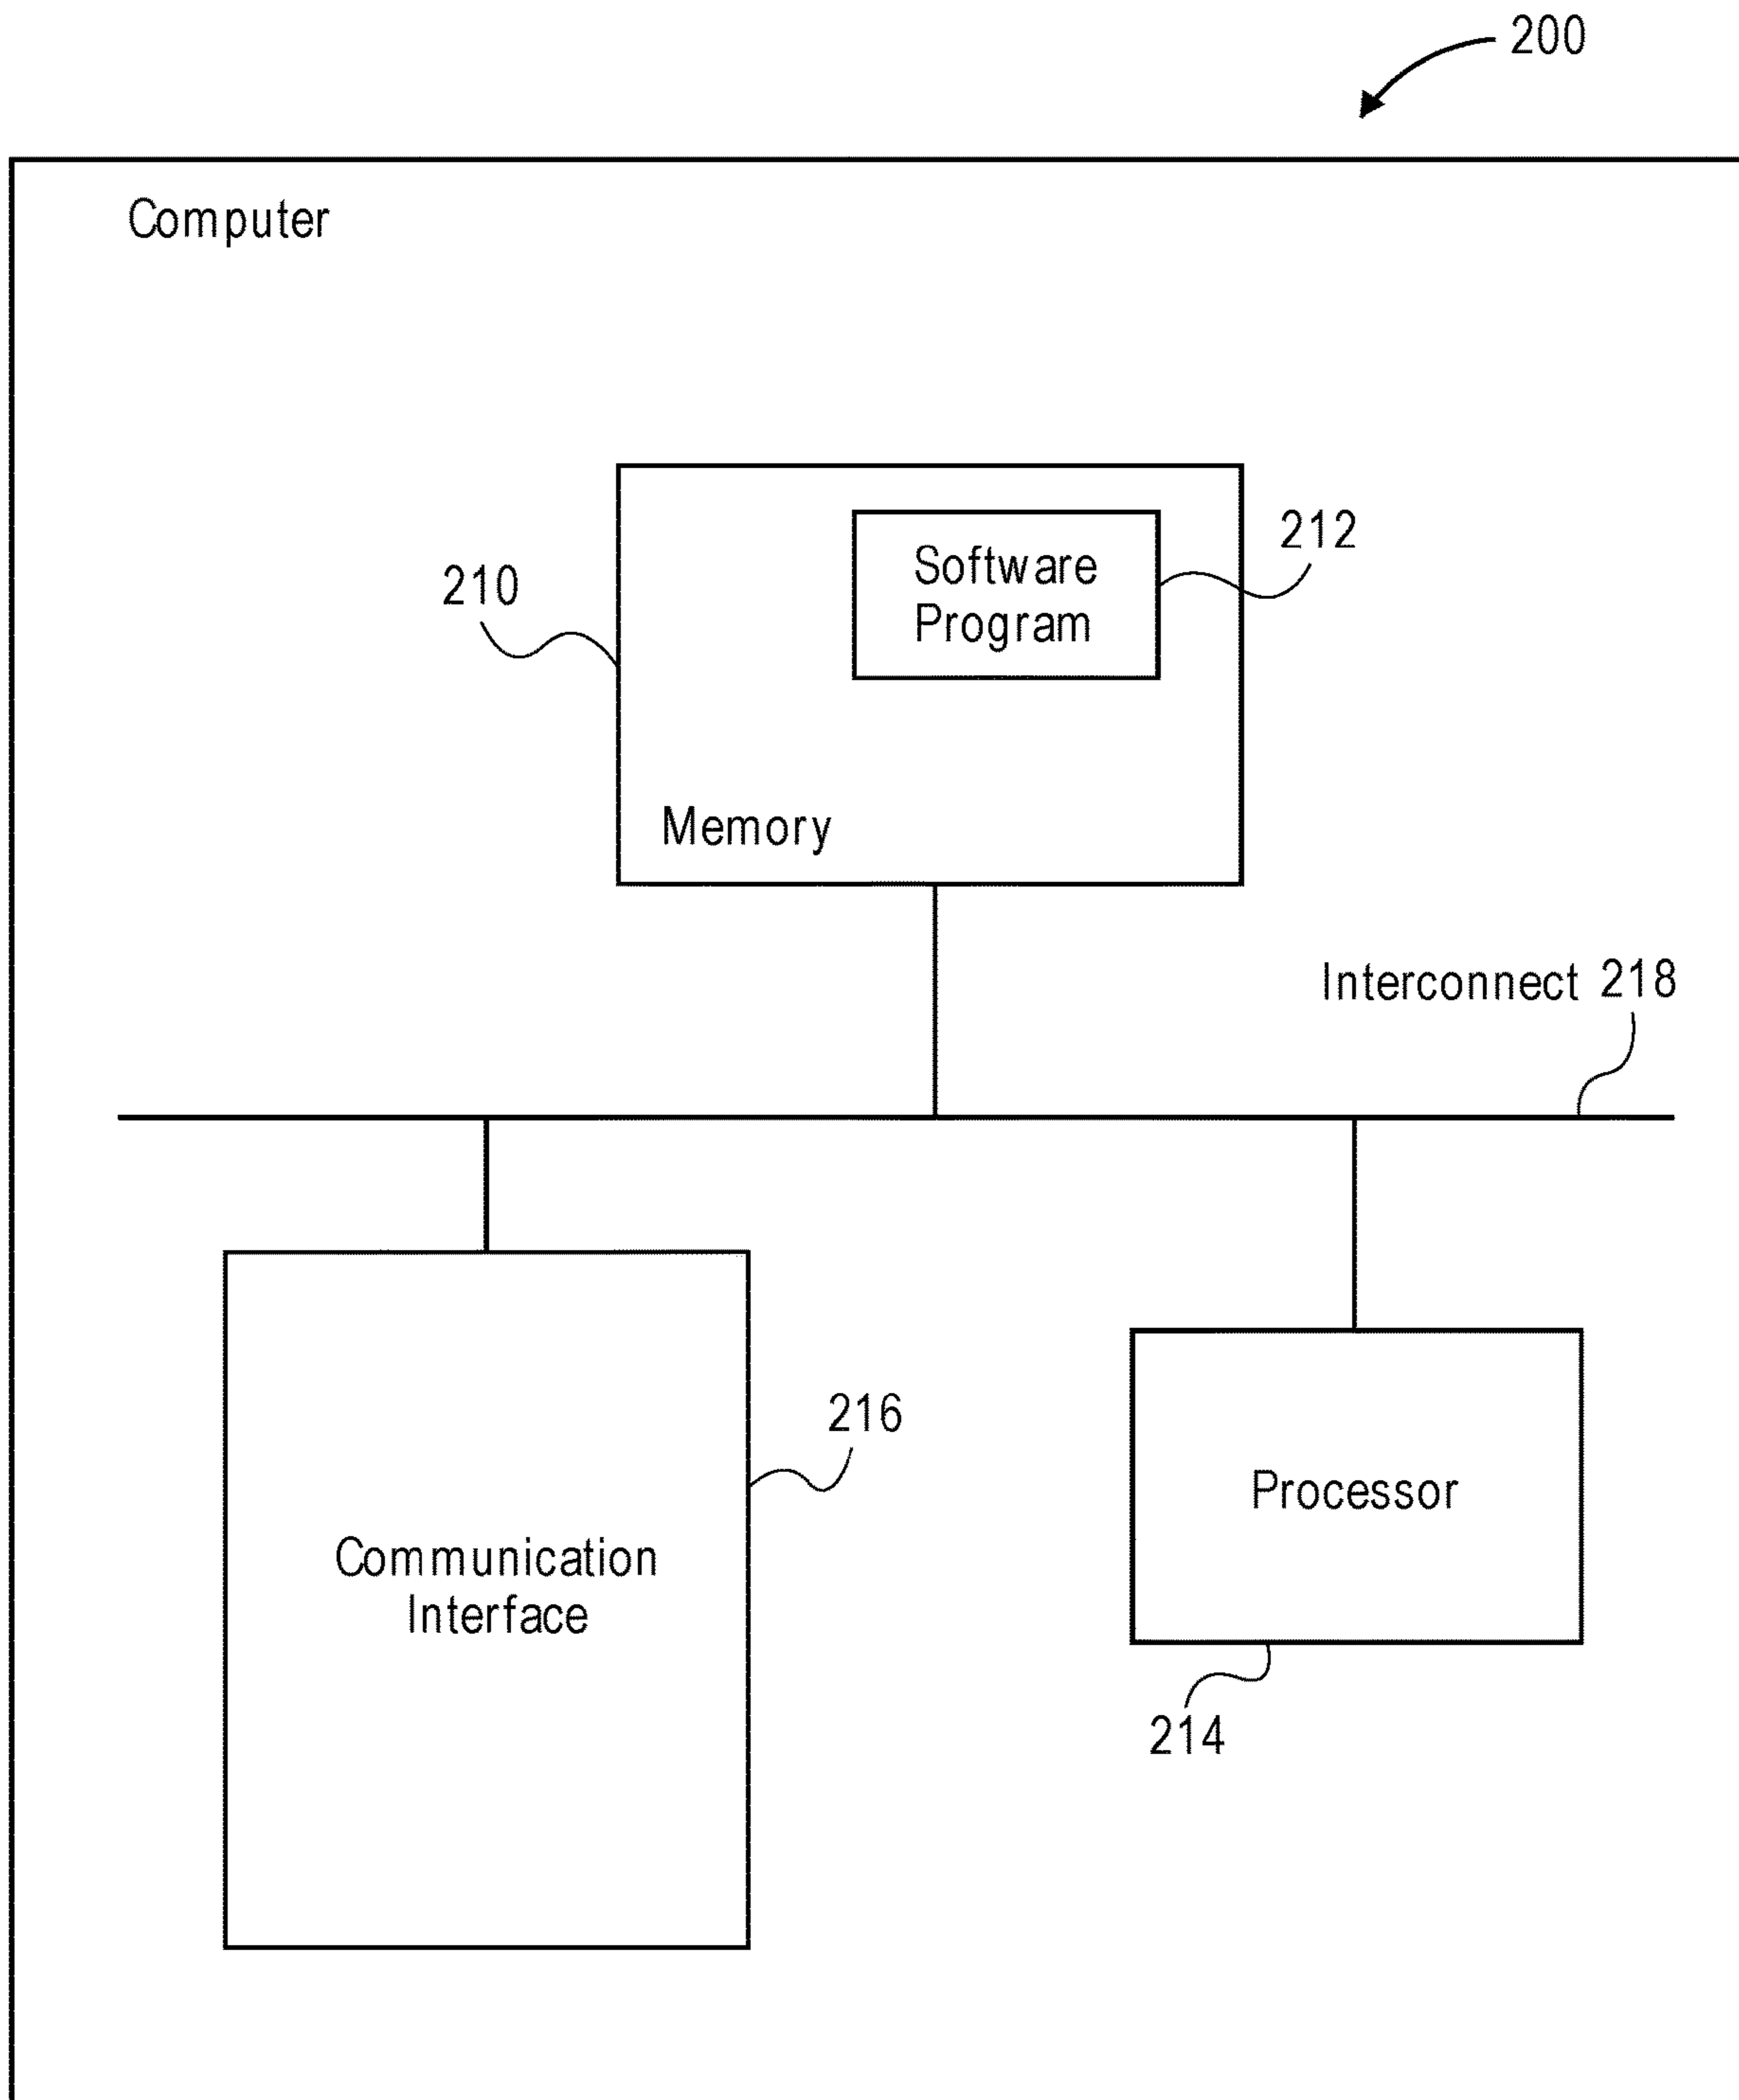 200
Computer
212
Software
Program
210
Memory
Interconnect 218
216
Processor
Communication
Interface
214